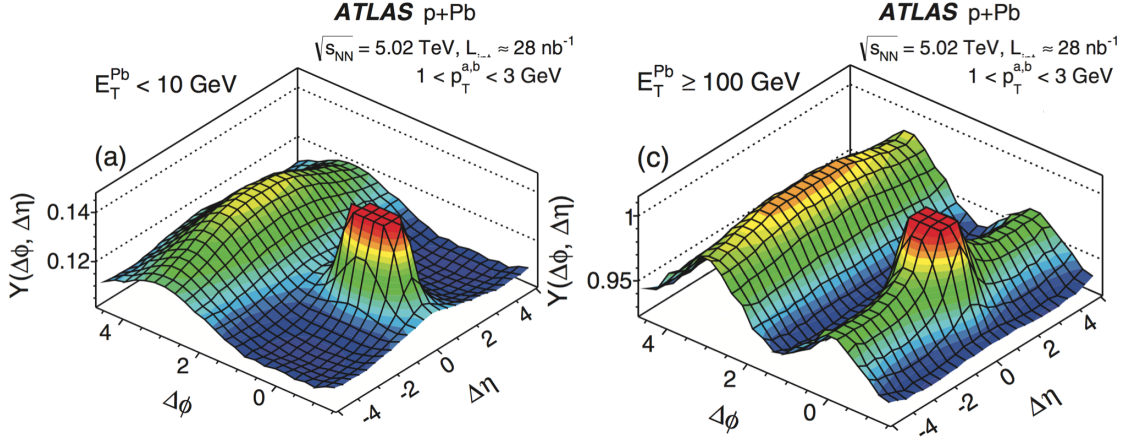 ATLAS p+Pb
√sNN = 5.02 TeV, L ≈ 28 nb-1
ETPb < 10 GeV
1 < pTa,b < 3 GeV
(a)
Y(Δϕ, Δη)
0.14
0.12
4
2
0
Δϕ
-4
-2
0
2
4
Δη
ATLAS p+Pb
√sNN = 5.02 TeV, L ≈ 28 nb-1
ETPb ≥ 100 GeV
1 < pTa,b < 3 GeV
(c)
Y(Δϕ, Δη)
1
0.95
4
2
0
Δϕ
-4
-2
0
2
4
Δη